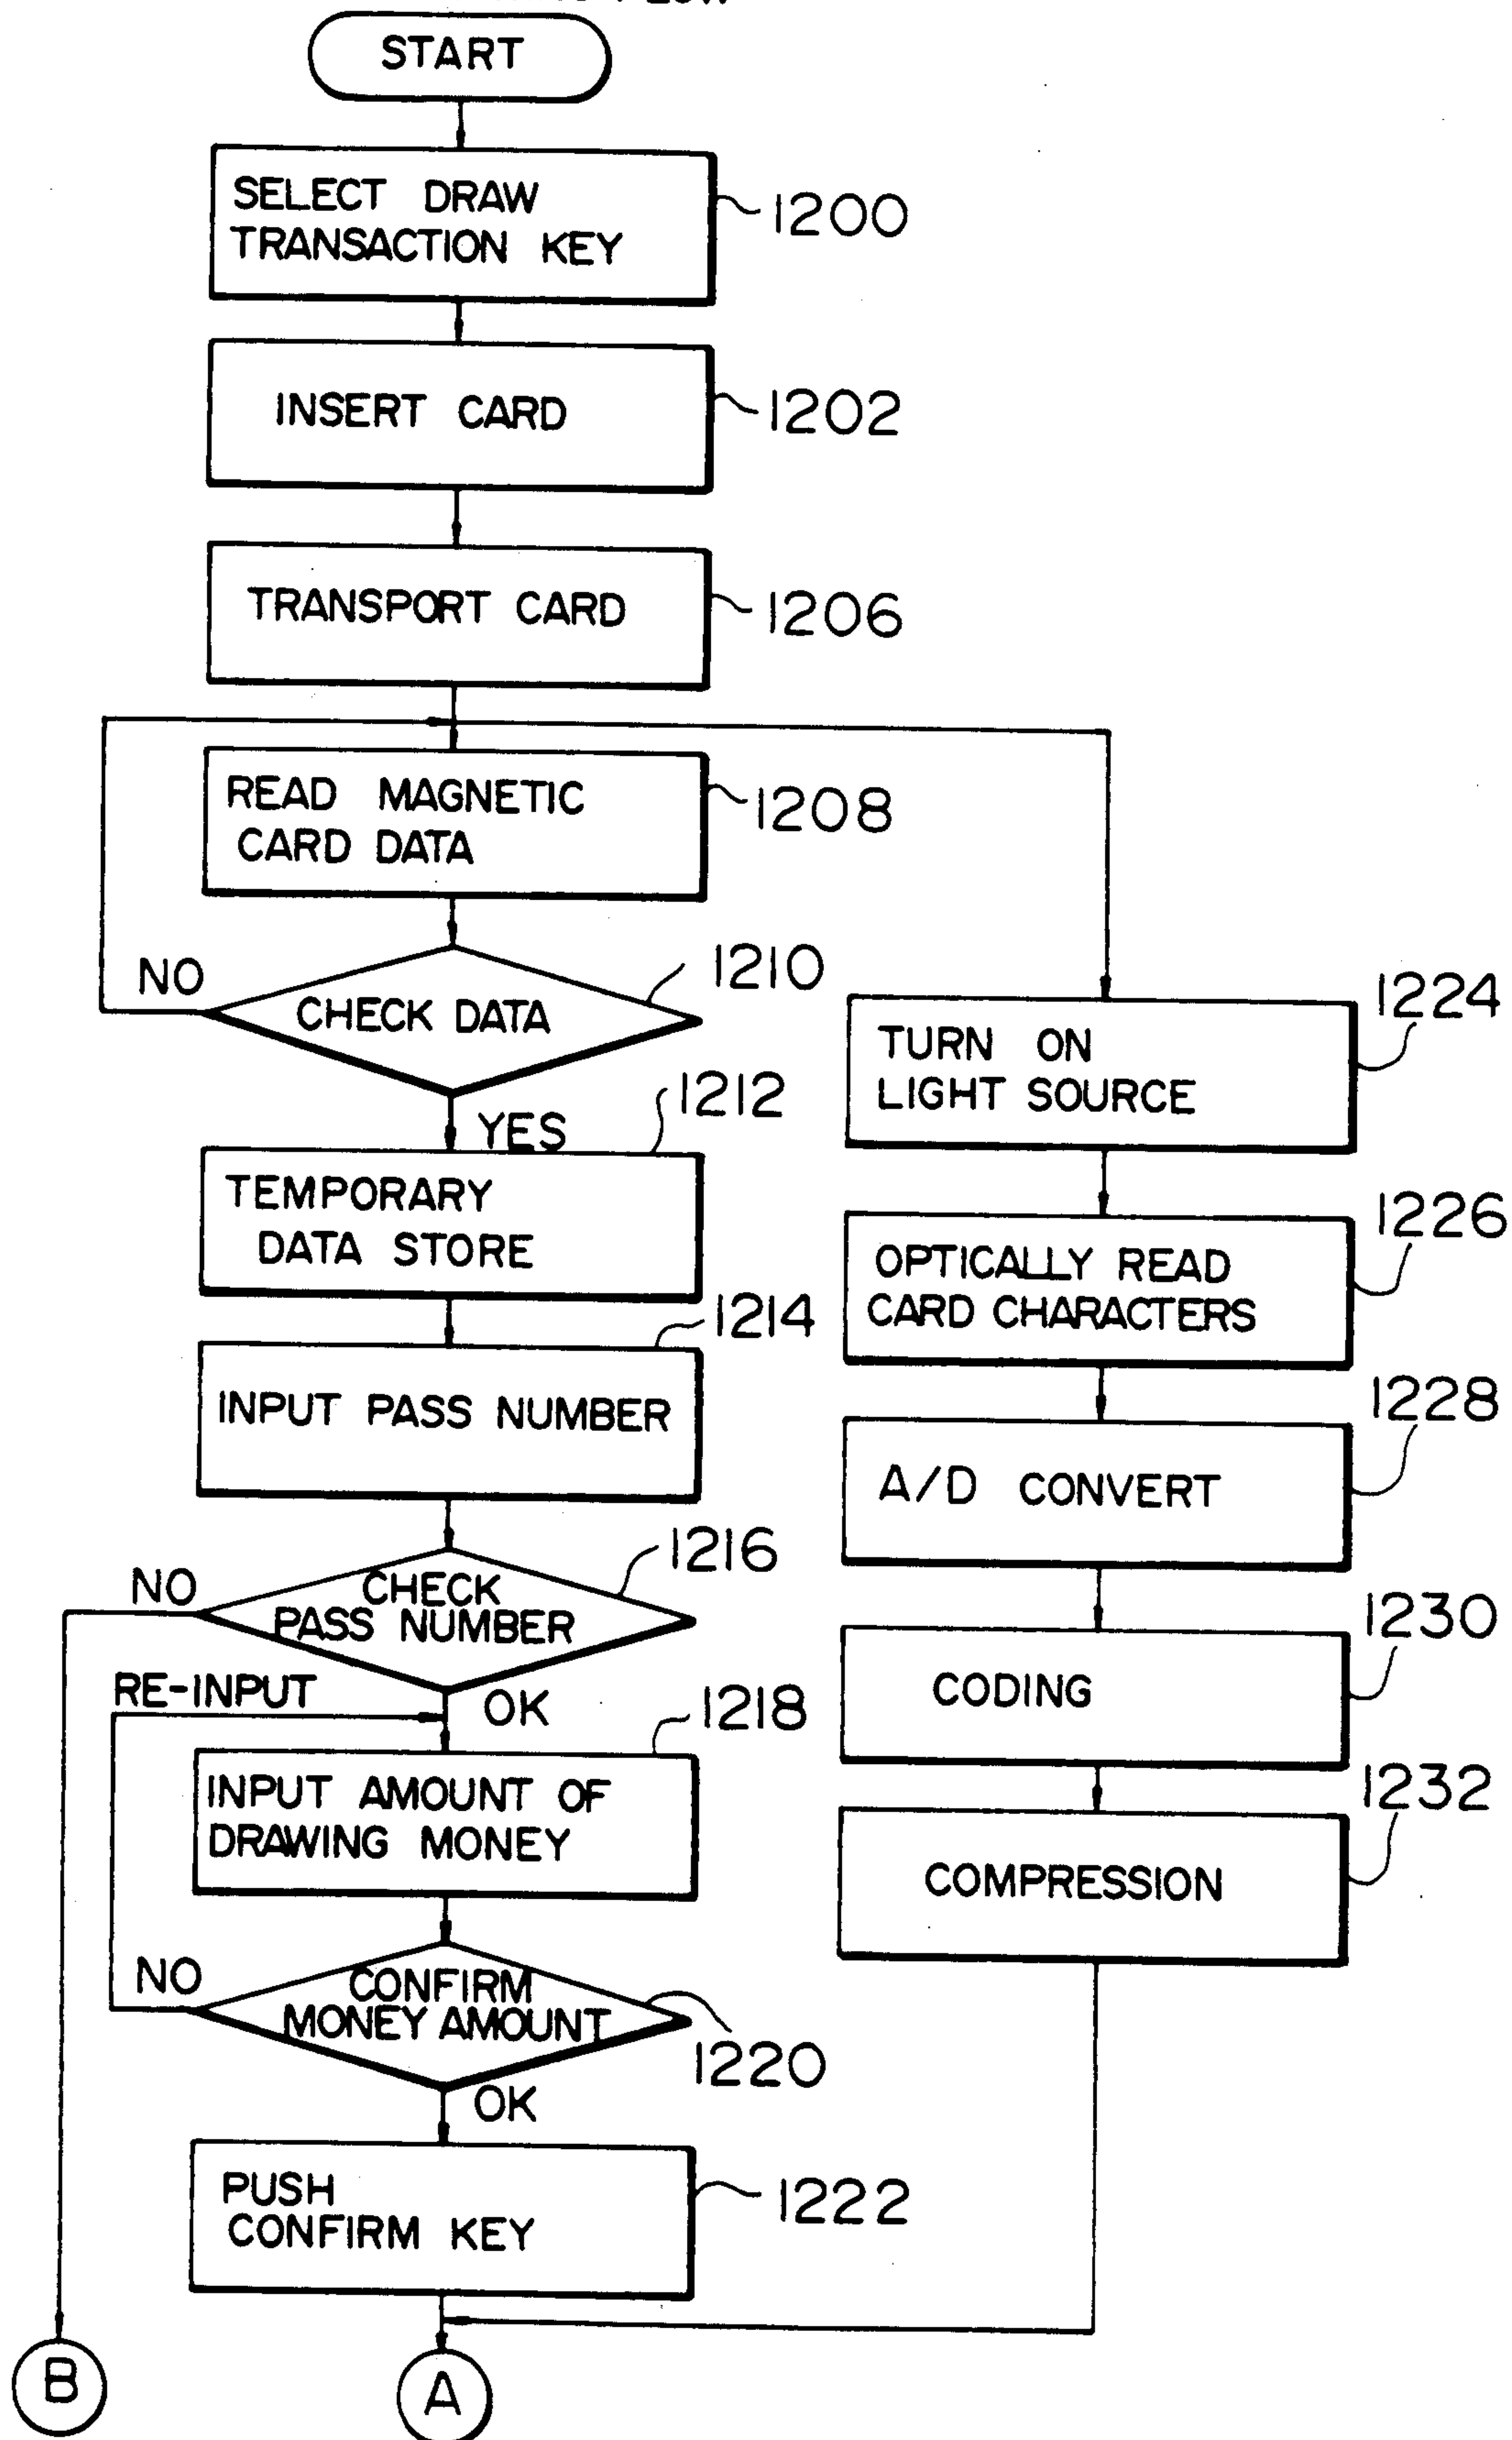 START
SELECT DRAW
TRANSACTION KEY
1200
INSERT CARD
1202
TRANSPORT CARD
1206
READ MAGNETIC
CARD DATA
1208
NO
CHECK DATA
1210
YES
1212
TEMPORARY
DATA STORE
1214
INPUT PASS NUMBER
1216
NO
CHECK
PASS NUMBER
RE-INPUT
OK
1218
INPUT AMOUNT OF
DRAWING MONEY
NO
CONFIRM
MONEY AMOUNT
1220
OK
PUSH
CONFIRM KEY
1222
B
A
1224
TURN ON
LIGHT SOURCE
1226
OPTICALLY READ
CARD CHARACTERS
1228
A/D CONVERT
1230
CODING
1232
COMPRESSION